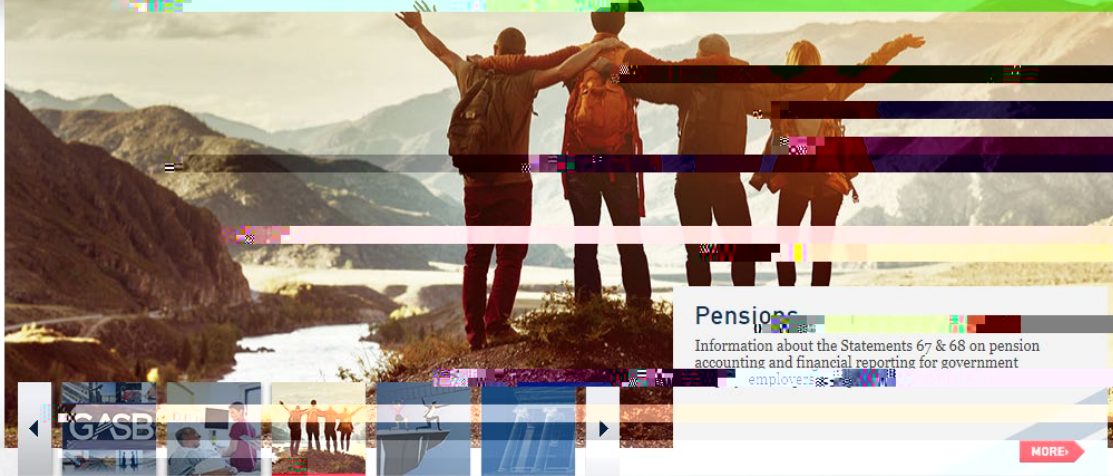 Pensions
Information about the Statements 67 & 68 on pension
accounting and financial reporting for government
employers
GASB
MORE